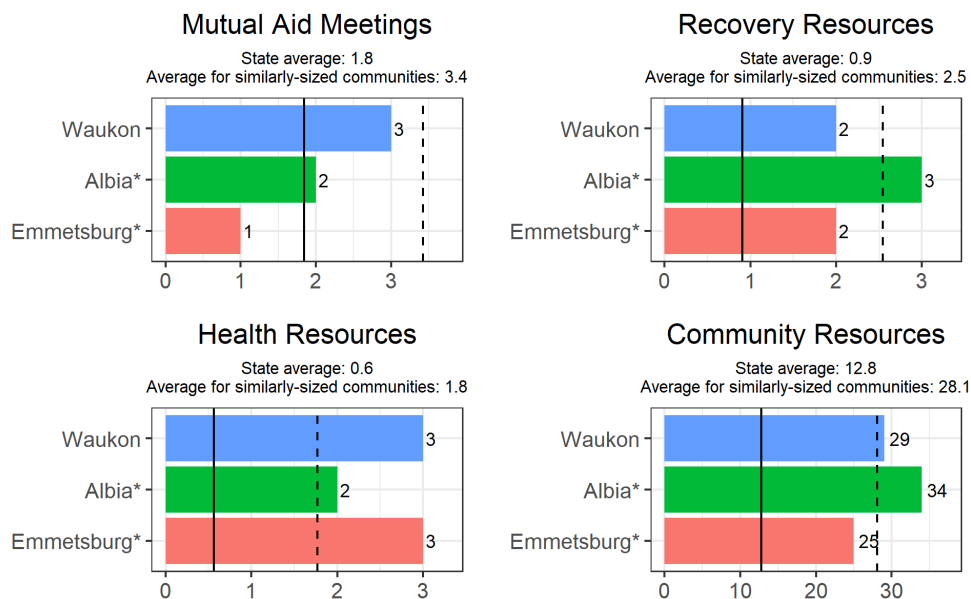 Mutual Aid Meetings
State average: 1.8
Average for similarly-sized communities: 3.4
Waukon
3
Albia*
2
Emmetsburg*
1
0 1 2 3
Recovery Resources
State average: 0.9
Average for similarly-sized communities: 2.5
Waukon
2
Albia*
3
Emmetsburg*
2
0 1 2 3
Health Resources
State average: 0.6
Average for similarly-sized communities: 1.8
Waukon
3
Albia*
2
Emmetsburg*
3
0 1 2 3
Community Resources
State average: 12.8
Average for similarly-sized communities: 28.1
Waukon
29
Albia*
34
Emmetsburg*
25
0 10 20 30